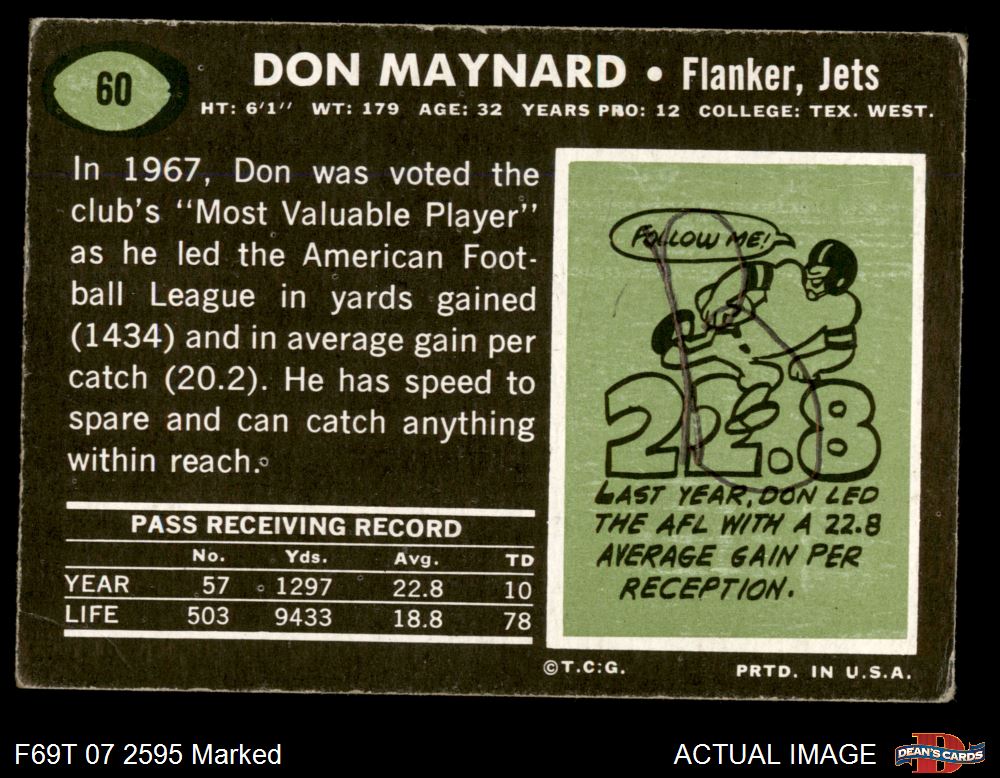 60
DON MAYNARD • Flanker, Jets
HT: 6'1'' WT: 179 AGE: 32 YEARS PRO: 12 COLLEGE: TEX. WEST.
In 1967, Don was voted the
club's "Most Valuable Player"
as he led the American Foot-
ball League in yards gained
(1434) and in average gain per
catch (20.2). He has speed to
spare and can catch anything
within reach.
FOLLOW ME!
22.8
LAST YEAR, DON LED
THE AFL WITH A 22.8
AVERAGE GAIN PER
RECEPTION.
PASS RECEIVING RECORD
No. Yds. Avg. TD
YEAR 57 1297 22.8 10
LIFE 503 9433 18.8 78
©T.C.G. PRTD. IN U.S.A.
F69T 07 2595 Marked
ACTUAL IMAGE
DEAN'S CARDS